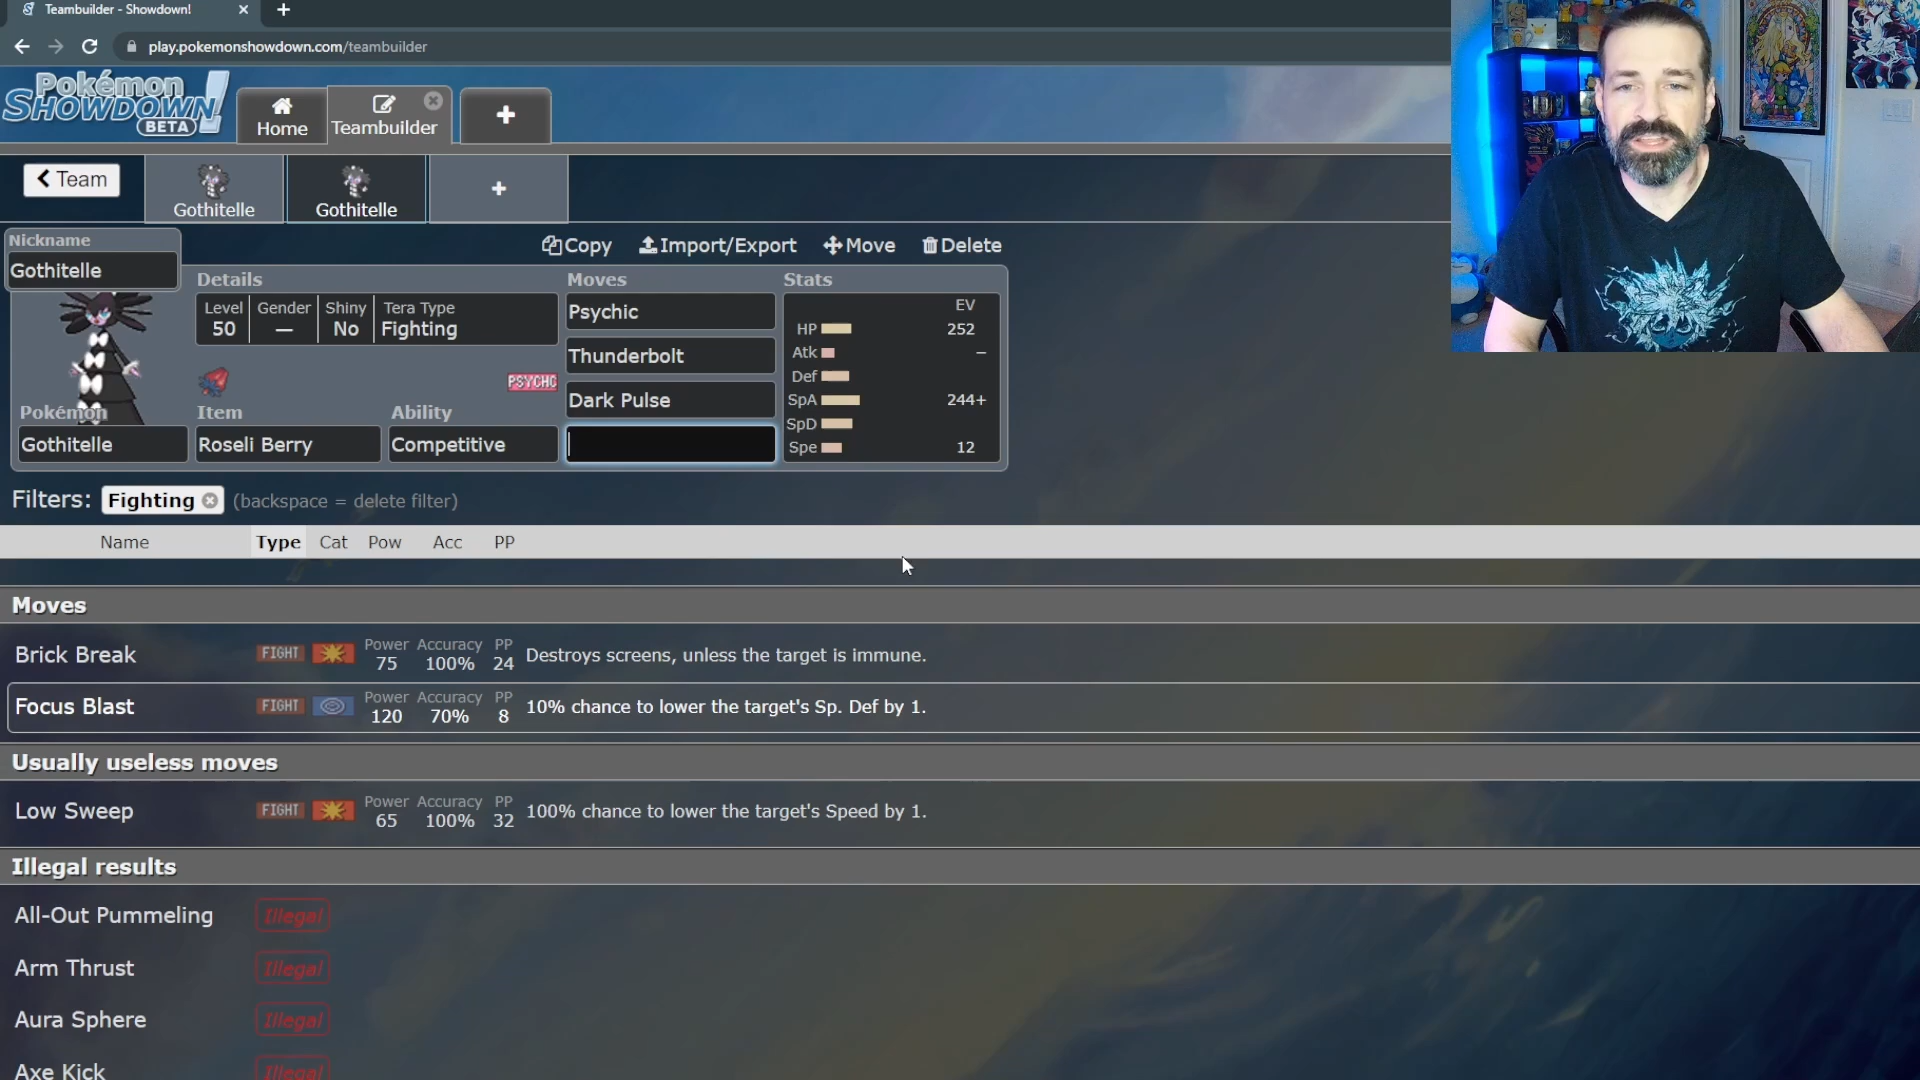 Teambuilder - Showdown!
play.pokemonshowdown.com/teambuilder
Pokémon
SHOWDOWN!
BETA
Home
Teambuilder
Team
Gothitelle
Gothitelle
Nickname
Gothitelle
Copy
Import/Export
Move
Delete
Details
Moves
Stats
Level
Gender
Shiny
Tera Type
50
—
No
Fighting
Psychic
Thunderbolt
Dark Pulse
EV
HP 252
Atk –
Def
SpA 244+
SpD
Spe 12
PSYCHC
Pokémon
Item
Ability
Gothitelle
Roseli Berry
Competitive
Filters: Fighting (backspace = delete filter)
Name Type Cat Pow Acc PP
Moves
Brick Break FIGHT Power 75 Accuracy 100% PP 24 Destroys screens, unless the target is immune.
Focus Blast FIGHT Power 120 Accuracy 70% PP 8 10% chance to lower the target's Sp. Def by 1.
Usually useless moves
Low Sweep FIGHT Power 65 Accuracy 100% PP 32 100% chance to lower the target's Speed by 1.
Illegal results
All-Out Pummeling Illegal
Arm Thrust Illegal
Aura Sphere Illegal
Axe Kick Illegal